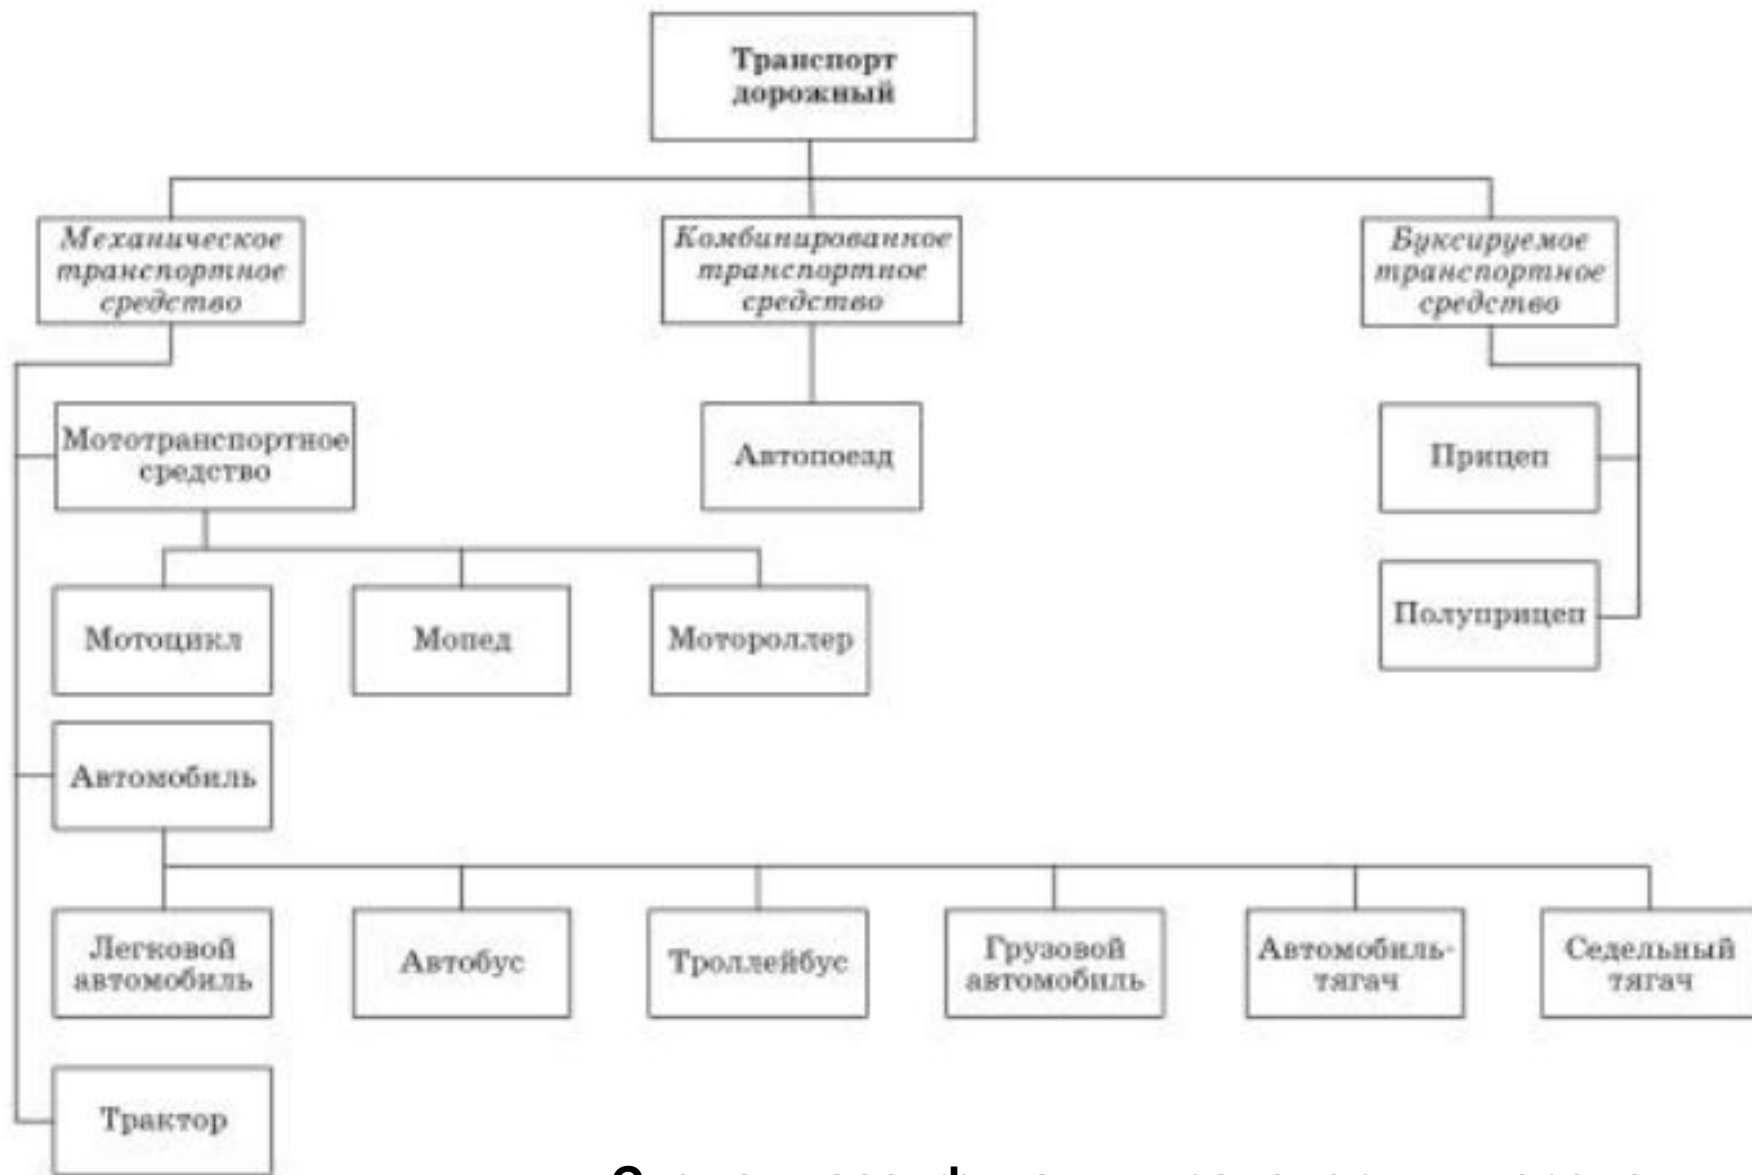 Транспорт
дорожный
Механическое
транспортное
средство
Комбинированное
транспортное
средство
Буксируемое
транспортное
средство
Мототранспортное
средство
Автопоезд
Прицеп
Мотоцикл
Мопед
Мотороллер
Полуприцеп
Автомобиль
Легковой
автомобиль
Автобус
Троллейбус
Грузовой
автомобиль
Автомобиль-
тягач
Седельный
тягач
Трактор